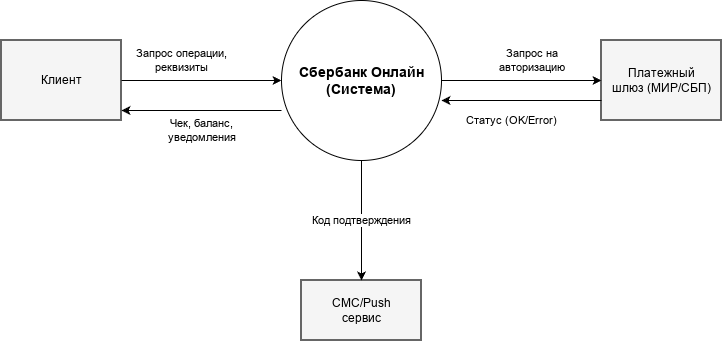 Клиент
Запрос операции,
реквизиты
Чек, баланс,
уведомления
Сбербанк Онлайн
(Система)
Запрос на
авторизацию
Статус (OK/Error)
Платежный
шлюз (МИР/СБП)
Код подтверждения
СМС/Push
сервис